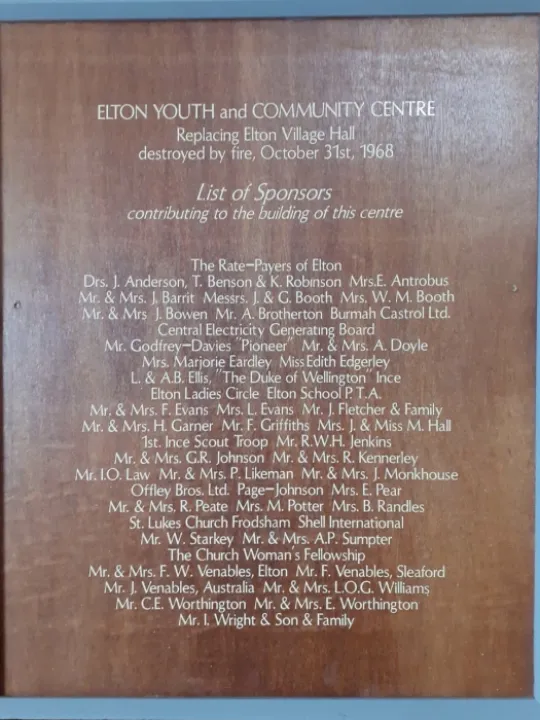 ELTON YOUTH and COMMUNITY CENTRE
Replacing Elton Village Hall
destroyed by fire, October 31st, 1968
List of Sponsors
contributing to the building of this centre
The Rate-Payers of Elton
Drs. J. Anderson, T. Benson & K. Robinson Mrs.E. Antrobus
Mr. & Mrs. J. Barrit Messrs. J. & G. Booth Mrs. W. M. Booth
Mr. & Mrs J. Bowen Mr. A. Brotherton Burmah Castrol Ltd.
Central Electricity Generating Board
Mr. Godfrey-Davies "Pioneer" Mr. & Mrs. A. Doyle
Mrs. Marjorie Eardley Miss Edith Edgerley
L. & A.B. Ellis, "The Duke of Wellington" Ince
Elton Ladies Circle Elton School P.T.A.
Mr. & Mrs. F. Evans Mrs. L. Evans Mr. J. Fletcher & Family
Mr. & Mrs. H. Garner Mr. F. Griffiths Mrs. J. & Miss M. Hall
1st. Ince Scout Troop Mr. R.W.H. Jenkins
Mr. & Mrs. G.R. Johnson Mr. & Mrs. R. Kennerley
Mr. I.O. Law Mr. & Mrs. P. Likeman Mr. & Mrs. J. Monkhouse
Offley Bros. Ltd. Page-Johnson Mrs. E. Pear
Mr. & Mrs. R. Peate Mrs. M. Potter Mrs. B. Randles
St. Lukes Church Frodsham Shell International
Mr. W. Starkey Mr. & Mrs. A.P. Sumpter
The Church Woman's Fellowship
Mr. & Mrs. F. W. Venables, Elton Mr. F. Venables, Sleaford
Mr. J. Venables, Australia Mr. & Mrs. L.O.G. Williams
Mr. C.E. Worthington Mr. & Mrs. E. Worthington
Mr. I. Wright & Son & Family